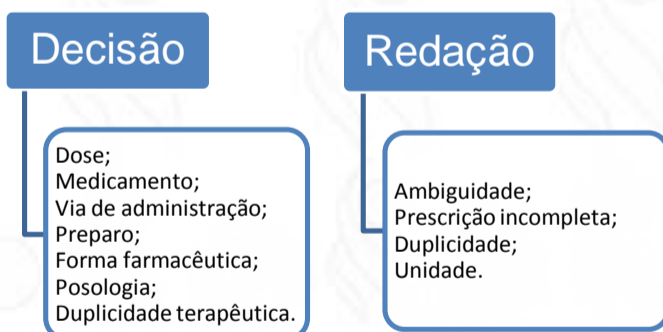 Decisão
Dose;
Medicamento;
Via de administração;
Preparo;
Forma farmacêutica;
Posologia;
Duplicidade terapêutica.
Redação
Ambiguidade;
Prescrição incompleta;
Duplicidade;
Unidade.